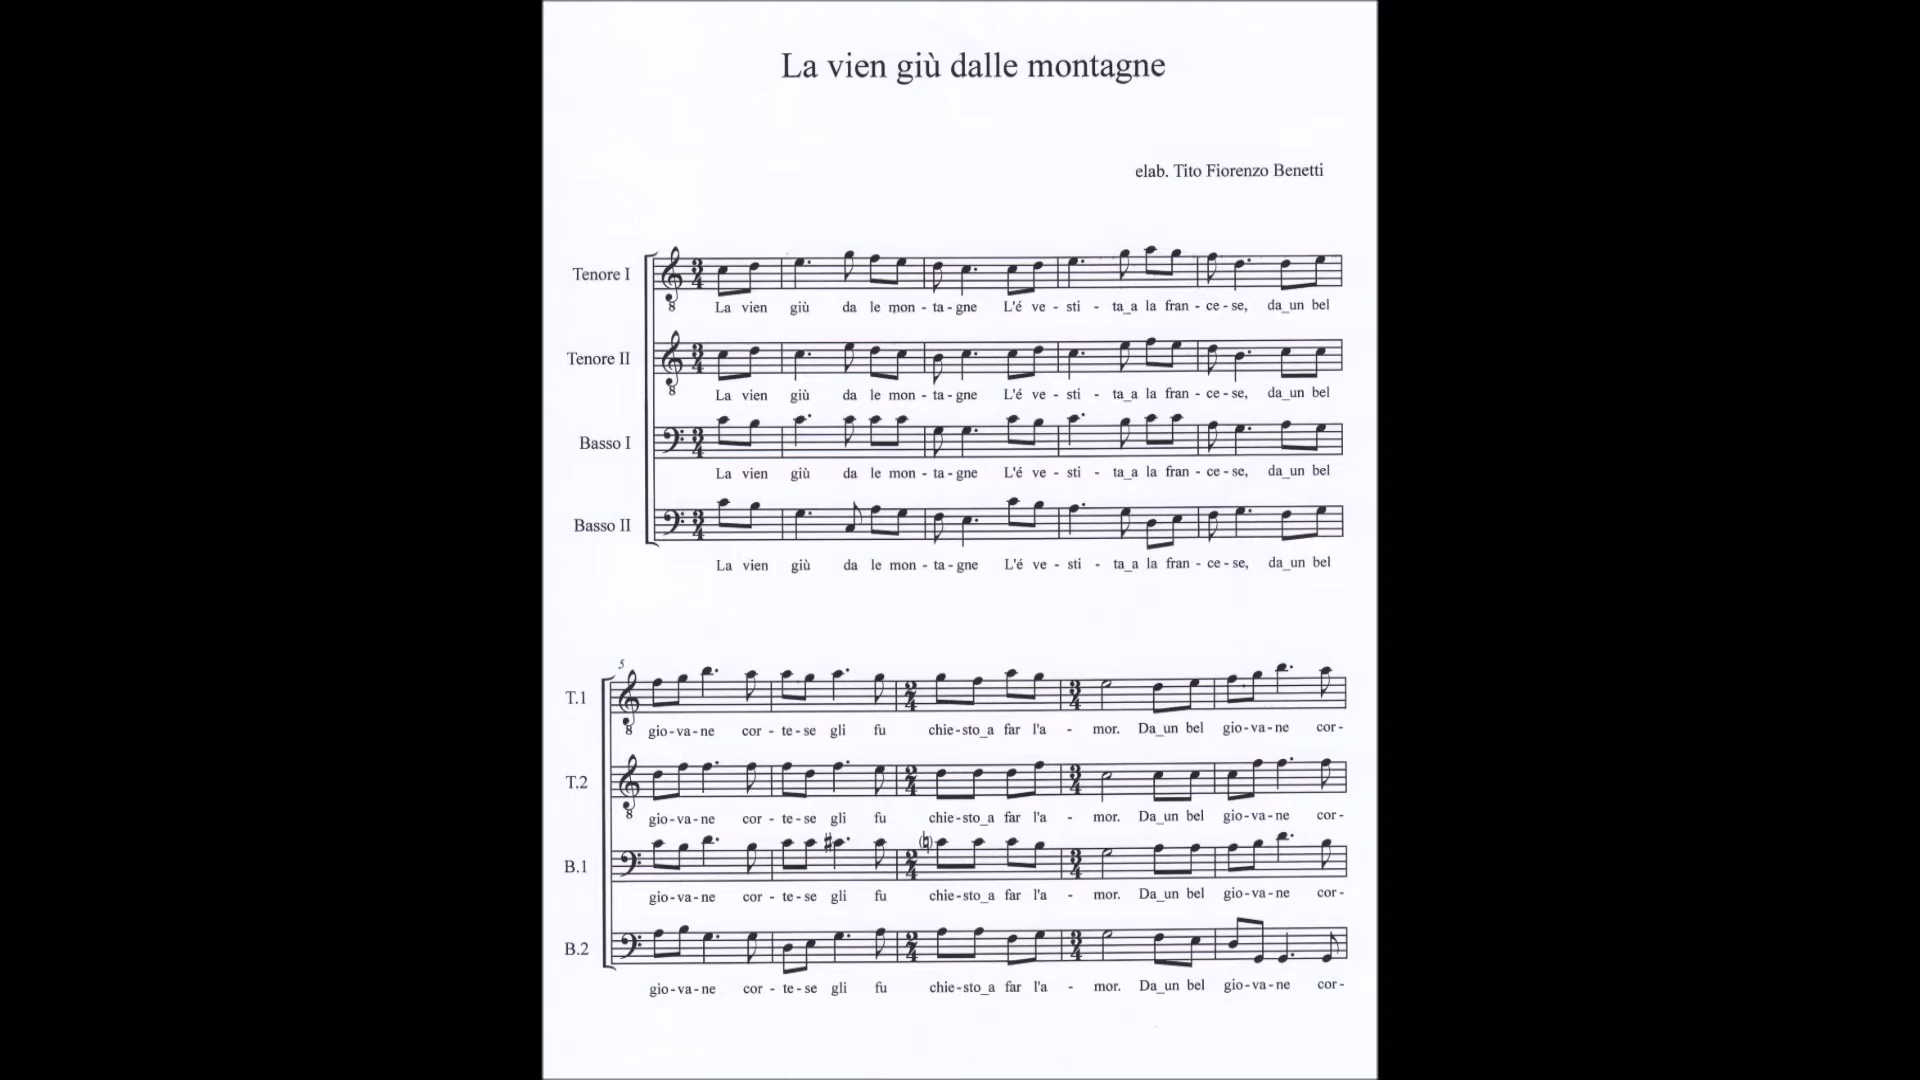 La vien giù dalle montagne
elab. Tito Fiorenzo Benetti
Tenore I
La vien giù da le mon - ta - gne L'é ve - sti - ta_a la fran - ce - se, da_un bel
Tenore II
La vien giù da le mon - ta - gne L'é ve - sti - ta_a la fran - ce - se, da_un bel
Basso I
La vien giù da le mon - ta - gne L'é ve - sti - ta_a la fran - ce - se, da_un bel
Basso II
La vien giù da le mon - ta - gne L'é ve - sti - ta_a la fran - ce - se, da_un bel
5
T.1
gio - va - ne cor - te - se gli fu chie - sto_a far l'a - mor. Da_un bel gio - va - ne cor -
T.2
gio - va - ne cor - te - se gli fu chie - sto_a far l'a - mor. Da_un bel gio - va - ne cor -
B.1
gio - va - ne cor - te - se gli fu chie - sto_a far l'a - mor. Da_un bel gio - va - ne cor -
B.2
gio - va - ne cor - te - se gli fu chie - sto_a far l'a - mor. Da_un bel gio - va - ne cor -